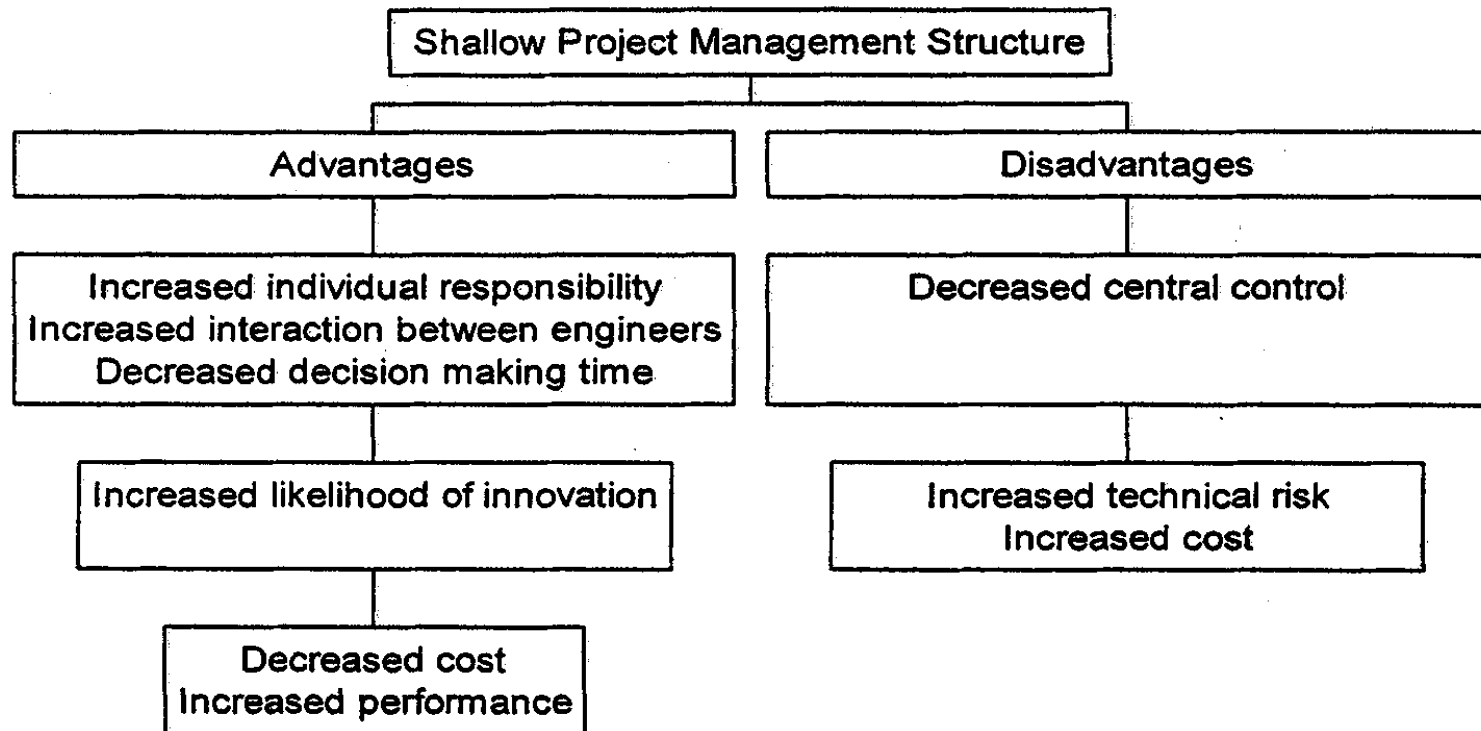 Shallow Project Management Structure
Advantages
Disadvantages
Increased individual responsibility
Increased interaction between engineers
Decreased decision making time
Decreased central control
Increased likelihood of innovation
Increased technical risk
Increased cost
Decreased cost
Increased performance